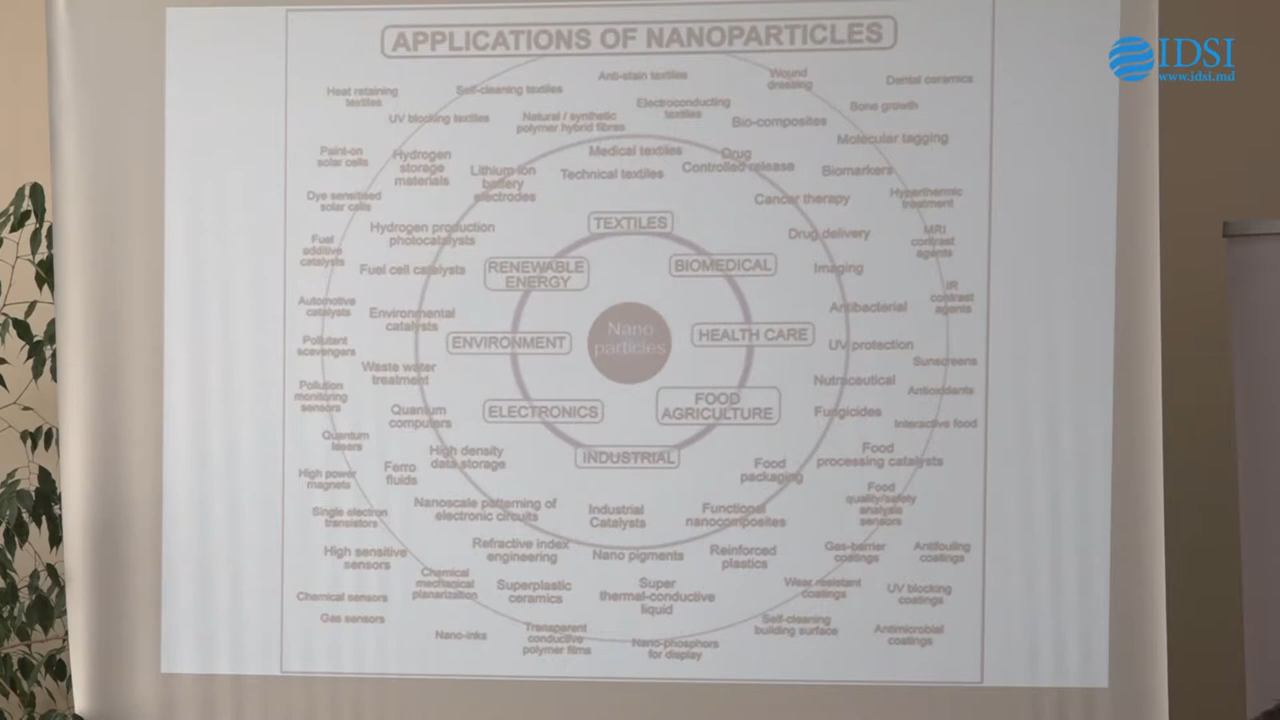 APPLICATIONS OF NANOPARTICLES
IDSI
www.idsi.md
Anti-stain textiles
Wound
dressing
Dental ceramics
Heat retaining
textiles
Self-cleaning textiles
Electroconducting
textiles
Bone growth
UV blocking textiles
Natural / synthetic
polymer hybrid fibres
Bio-composites
Molecular tagging
Paint-on
solar cells
Hydrogen
storage
materials
Lithium ion
battery
electrodes
Medical textiles
Technical textiles
Drug
Controlled release
Biomarkers
Dye sensitised
solar cells
Cancer therapy
Hyperthermic
treatment
Hydrogen production
photocatalysts
TEXTILES
Drug delivery
MRI
contrast
agents
Fuel
additive
catalysts
Fuel cell catalysts
RENEWABLE
ENERGY
BIOMEDICAL
Imaging
IR
contrast
agents
Automotive
catalysts
Environmental
catalysts
Nano
particles
Antibacterial
Pollutant
scavengers
ENVIRONMENT
HEALTH CARE
UV protection
Sunscreens
Waste water
treatment
Nutraceutical
Antioxidants
Pollution
monitoring
sensors
Quantum
computers
ELECTRONICS
FOOD
AGRICULTURE
Fungicides
Interactive food
Quantum
lasers
High density
data storage
INDUSTRIAL
Food
packaging
Food
processing catalysts
High power
magnets
Ferro
fluids
Food
quality/safety
analysis
sensors
Single electron
transistors
Nanoscale patterning of
electronic circuits
Industrial
Catalysts
Functional
nanocomposites
High sensitive
sensors
Refractive index
engineering
Nano pigments
Reinforced
plastics
Gas-barrier
coatings
Antifouling
coatings
Chemical sensors
Chemical
mechanical
planarization
Superplastic
ceramics
Super
thermal-conductive
liquid
Wear resistant
coatings
UV blocking
coatings
Gas sensors
Nano-inks
Transparent
conductive
polymer films
Nano-phosphors
for display
Self-cleaning
building surface
Antimicrobial
coatings